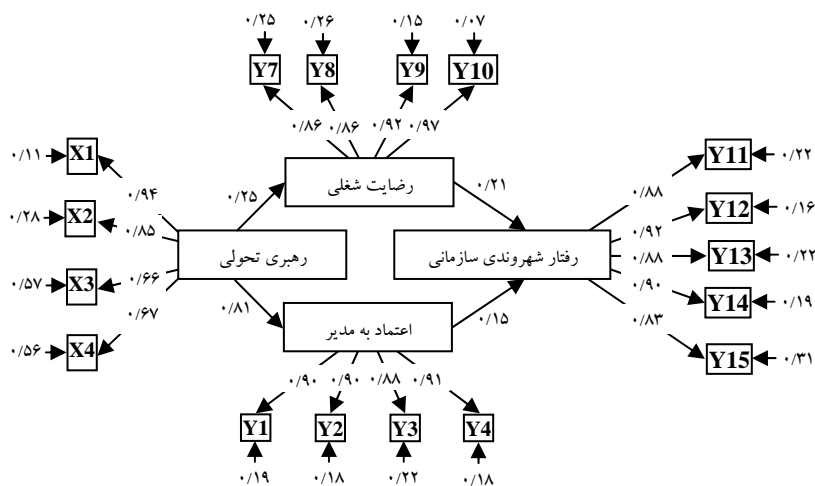 ۰/۲۵ ۰/۲۶ ۰/۱۵ ۰/۰۷
Y7 Y8 Y9 Y10
۰/۸۶ ۰/۸۶ ۰/۹۲ ۰/۹۷
۰/۱۱ X1
۰/۹۴
۰/۲۸ X2
۰/۸۵
۰/۵۷ X3
۰/۶۶
۰/۵۶ X4
۰/۶۷
رهبری تحولی
۰/۲۵
رضایت شغلی
۰/۲۱
۰/۸۱
اعتماد به مدیر
۰/۱۵
رفتار شهروندی سازمانی
۰/۸۸
Y11 ۰/۲۲
۰/۹۲
Y12 ۰/۱۶
۰/۸۸
Y13 ۰/۲۲
۰/۹۰
Y14 ۰/۱۹
۰/۸۳
Y15 ۰/۳۱
۰/۹۰ ۰/۹۰ ۰/۸۸ ۰/۹۱
Y1 Y2 Y3 Y4
۰/۱۹ ۰/۱۸ ۰/۲۲ ۰/۱۸